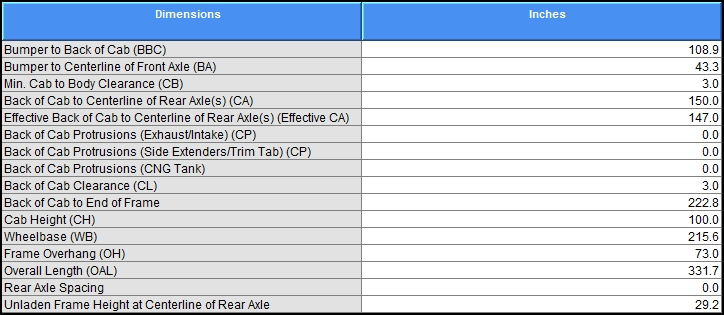 Dimensions Inches
Bumper to Back of Cab (BBC) 108.9
Bumper to Centerline of Front Axle (BA) 43.3
Min. Cab to Body Clearance (CB) 3.0
Back of Cab to Centerline of Rear Axle(s) (CA) 150.0
Effective Back of Cab to Centerline of Rear Axle(s) (Effective CA) 147.0
Back of Cab Protrusions (Exhaust/Intake) (CP) 0.0
Back of Cab Protrusions (Side Extenders/Trim Tab) (CP) 0.0
Back of Cab Protrusions (CNG Tank) 0.0
Back of Cab Clearance (CL) 3.0
Back of Cab to End of Frame 222.8
Cab Height (CH) 100.0
Wheelbase (WB) 215.6
Frame Overhang (OH) 73.0
Overall Length (OAL) 331.7
Rear Axle Spacing 0.0
Unladen Frame Height at Centerline of Rear Axle 29.2